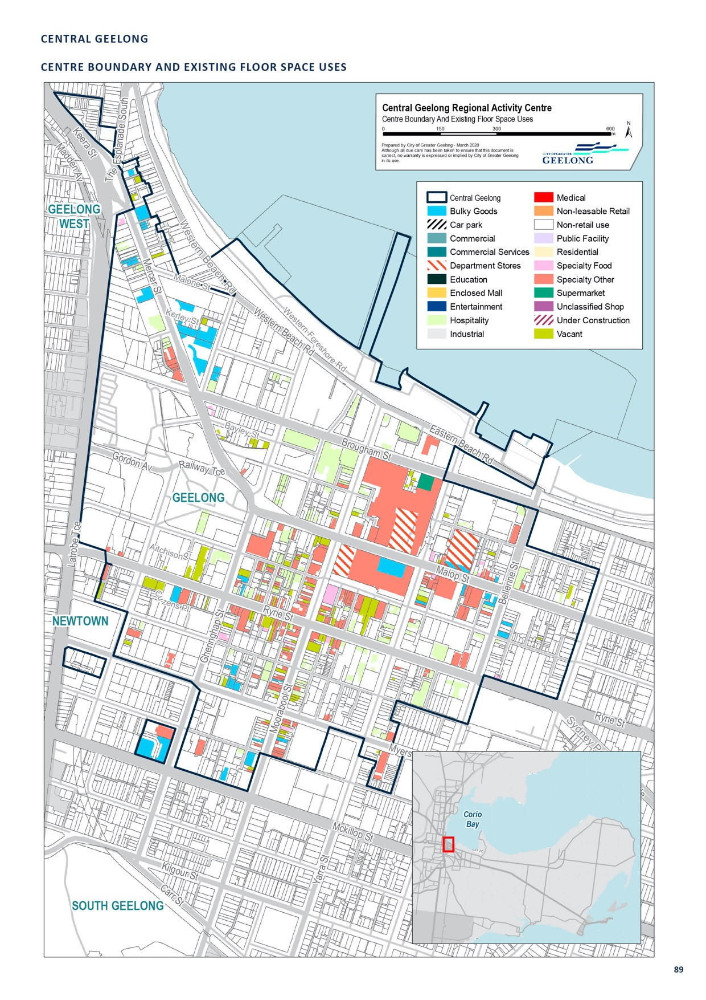 CENTRAL GEELONG
CENTRE BOUNDARY AND EXISTING FLOOR SPACE USES
Central Geelong Regional Activity Centre
Centre Boundary And Existing Floor Space Uses
0 150 300 600
m
N
Prepared by City of Greater Geelong - March 2020
Although all due care has been taken to ensure that this document is
correct, no warranty is expressed or implied by City of Greater Geelong
in its use.
CITY OF GREATER
GEELONG
Central Geelong
Bulky Goods
Car park
Commercial
Commercial Services
Department Stores
Education
Enclosed Mall
Entertainment
Hospitality
Industrial
Medical
Non-leasable Retail
Non-retail use
Public Facility
Residential
Specialty Food
Specialty Other
Supermarket
Unclassified Shop
Under Construction
Vacant
Keera St
The Esplanade South
Madden Av
GEELONG
WEST
Western Beach Rd
Mercer St
Malone St
Kerley St
Western Beach Rd
Western Foreshore Rd
Bayley St
Brougham St
Eastern Beach Rd
Gordon Av
Railway Tce
GEELONG
Latrobe Tce
Aitchison Pl
Malop St
Bellerine St
Cozens Pl
Ryrie St
NEWTOWN
Gheringhap St
Moorabool St
Ryrie St
Myers
Mckillop St
Yarra St
Kilgour St
Carr St
SOUTH GEELONG
Corio
Bay
89